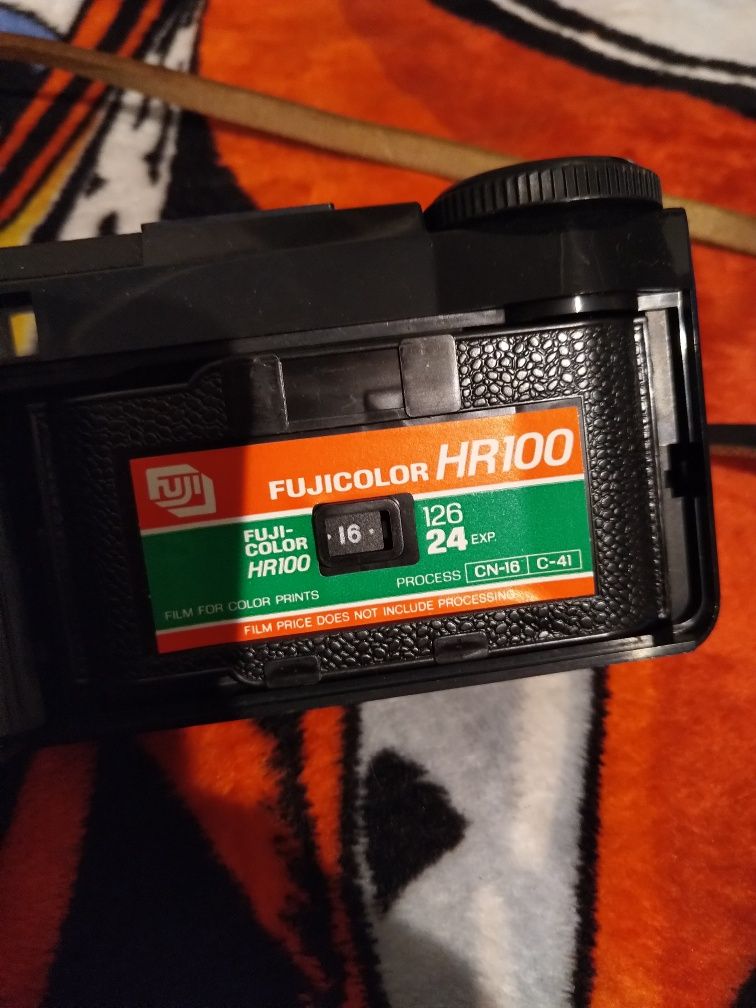 FUJI
FUJICOLOR HR100
FUJI-
COLOR
HR100
· 16 ·
126
24 EXP
PROCESS CN-16 C-41
FILM FOR COLOR PRINTS
FILM PRICE DOES NOT INCLUDE PROCESSING